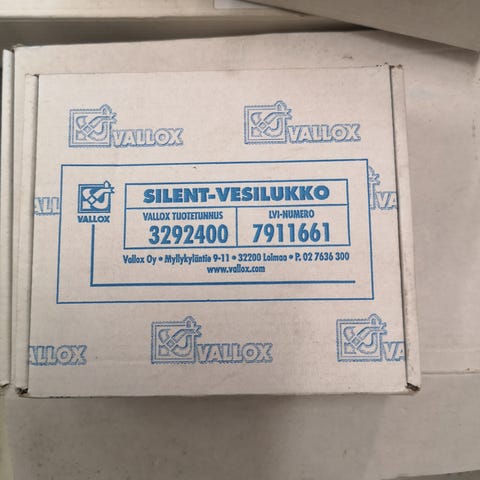 VALLOX VALLOX
VALLOX
SILENT-VESILUKKO
VALLOX TUOTETUNNUS LVI-NUMERO
3292400 7911661
Vallox Oy • Myllykyläntie 9-11 • 32200 Loimaa • P. 02 7636 300
www.vallox.com
ALLOX VALLOX VA